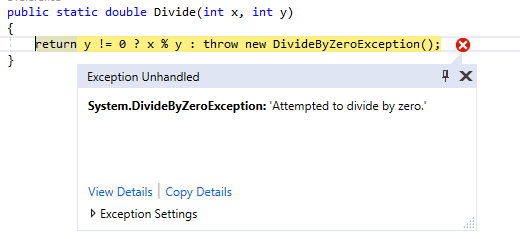 public static double Divide(int x, int y)
{
return y != 0 ? x % y : throw new DivideByZeroException();
}
Exception Unhandled
System.DivideByZeroException: 'Attempted to divide by zero.'
View Details | Copy Details
Exception Settings